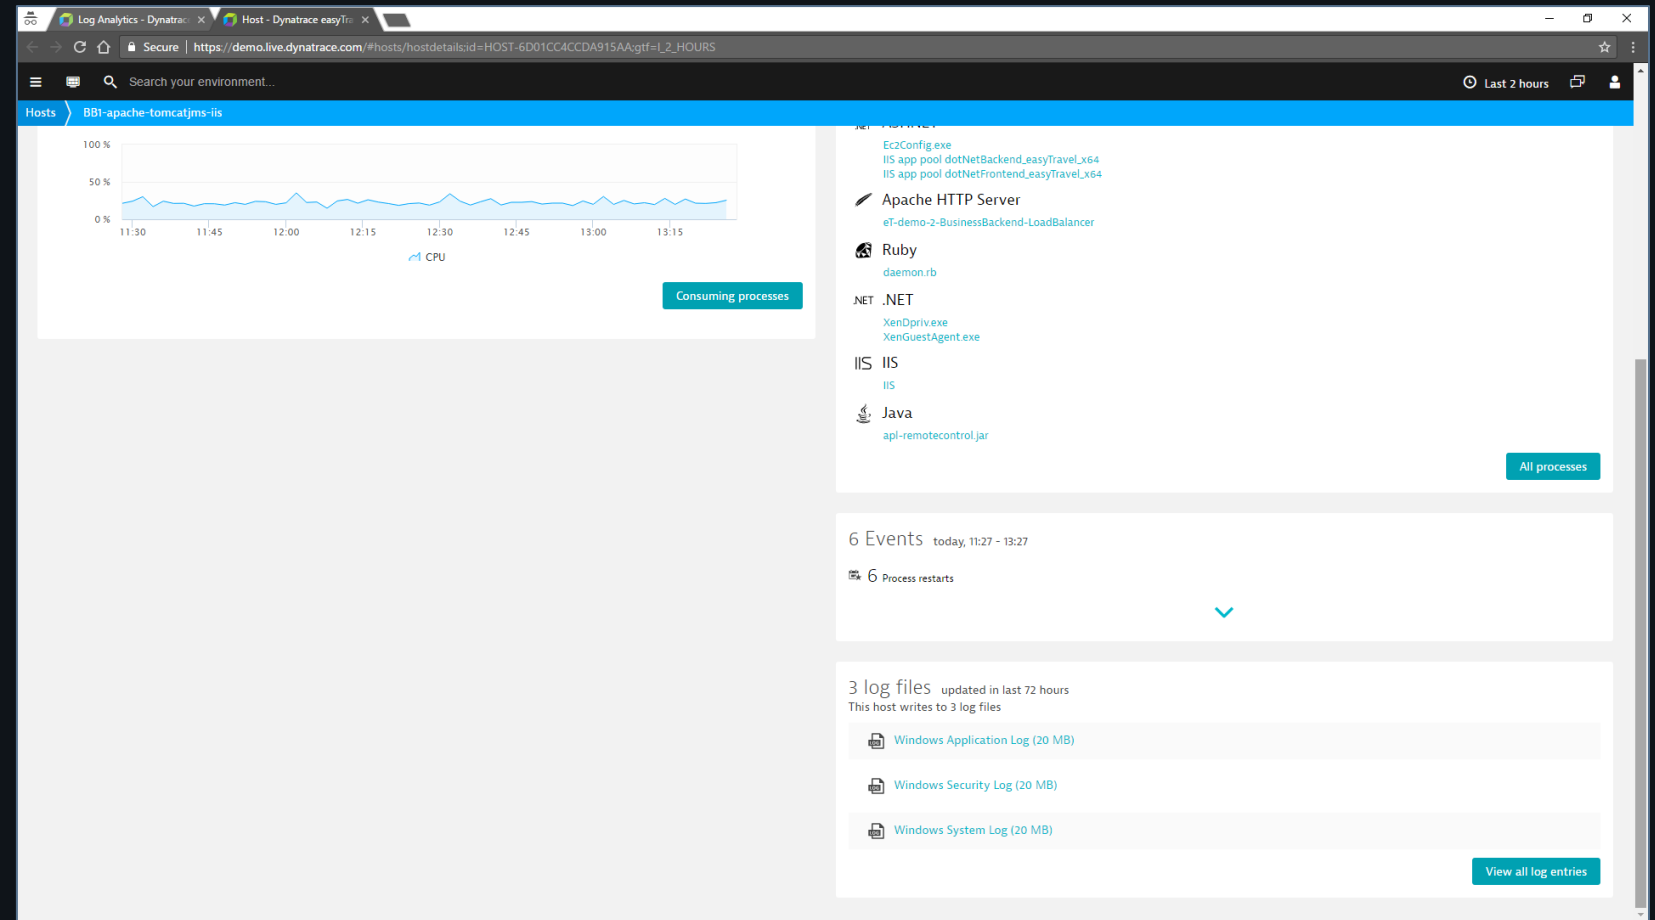 Log Analytics - Dynatrac
Host - Dynatrace easyTra
Secure
https://demo.live.dynatrace.com/#hosts/hostdetails;id=HOST-6D01CC4CCDA915AA;gtf=l_2_HOURS
Search your environment...
Last 2 hours
Hosts
BB1-apache-tomcatjms-iis
100 %
50 %
0 %
11:30 11:45 12:00 12:15 12:30 12:45 13:00 13:15
CPU
Consuming processes
.NET ASP.NET
Ec2Config.exe
IIS app pool dotNetBackend_easyTravel_x64
IIS app pool dotNetFrontend_easyTravel_x64
Apache HTTP Server
eT-demo-2-BusinessBackend-LoadBalancer
Ruby
daemon.rb
.NET .NET
XenDpriv.exe
XenGuestAgent.exe
IIS IIS
IIS
Java
apl-remotecontrol.jar
All processes
6 Events today, 11:27 - 13:27
6 Process restarts
3 log files updated in last 72 hours
This host writes to 3 log files
LOG Windows Application Log (20 MB)
LOG Windows Security Log (20 MB)
LOG Windows System Log (20 MB)
View all log entries